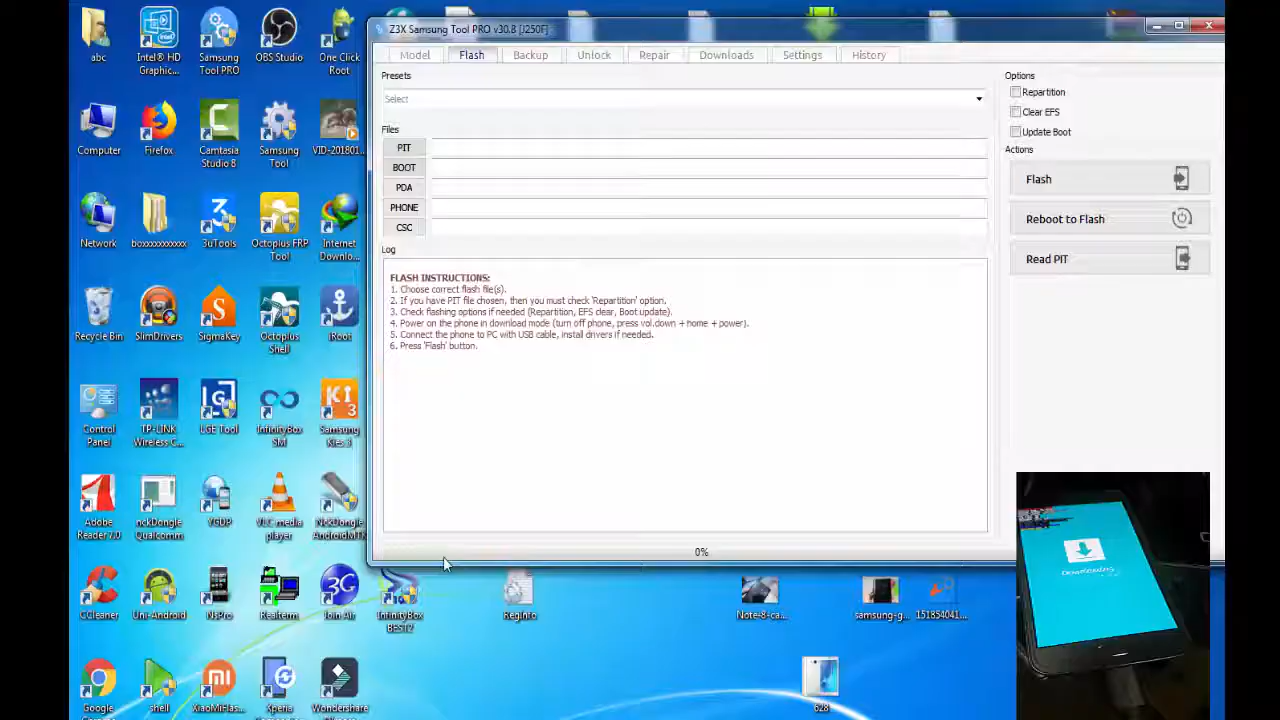 abc
Intel® HD
Graphic...
Samsung
Tool PRO
OBS Studio
One Click
Root
Computer
Firefox
Camtasia
Studio 8
Samsung
Tool
VID-201801...
Network
boxxxxxxxxxx
3uTools
Octoplus FRP
Tool
Internet
Downlo...
Recycle Bin
SlimDrivers
SigmaKey
Octoplus
Shell
iRoot
Control
Panel
TP-LINK
Wireless C...
LGE Tool
InfinityBox
SM
Samsung
Kies 3
Adobe
Reader 7.0
nckDongle
Qualcomm
YGDP
VLC media
player
NckDongle
AndroidMTK
CCleaner
Uni-Android
NsPro
Realterm
Join Air
InfinityBox
BEST2
RegInfo
Note-8-ca...
samsung-g...
151854041...
Google
shell
XiaoMiFlas...
Xperia
Wondershare
628
Z3X Samsung Tool PRO v30.8 [J250F]
Model
Flash
Backup
Unlock
Repair
Downloads
Settings
History
Presets
Select
Files
PIT
BOOT
PDA
PHONE
CSC
Log
FLASH INSTRUCTIONS:
1. Choose correct flash file(s).
2. If you have PIT file chosen, then you must check 'Repartition' option.
3. Check flashing options if needed (Repartition, EFS clear, Boot update).
4. Power on the phone in download mode (turn off phone, press vol.down + home + power).
5. Connect the phone to PC with USB cable, install drivers if needed.
6. Press 'Flash' button.
0%
Options
Repartition
Clear EFS
Update Boot
Actions
Flash
Reboot to Flash
Read PIT
Downloading...